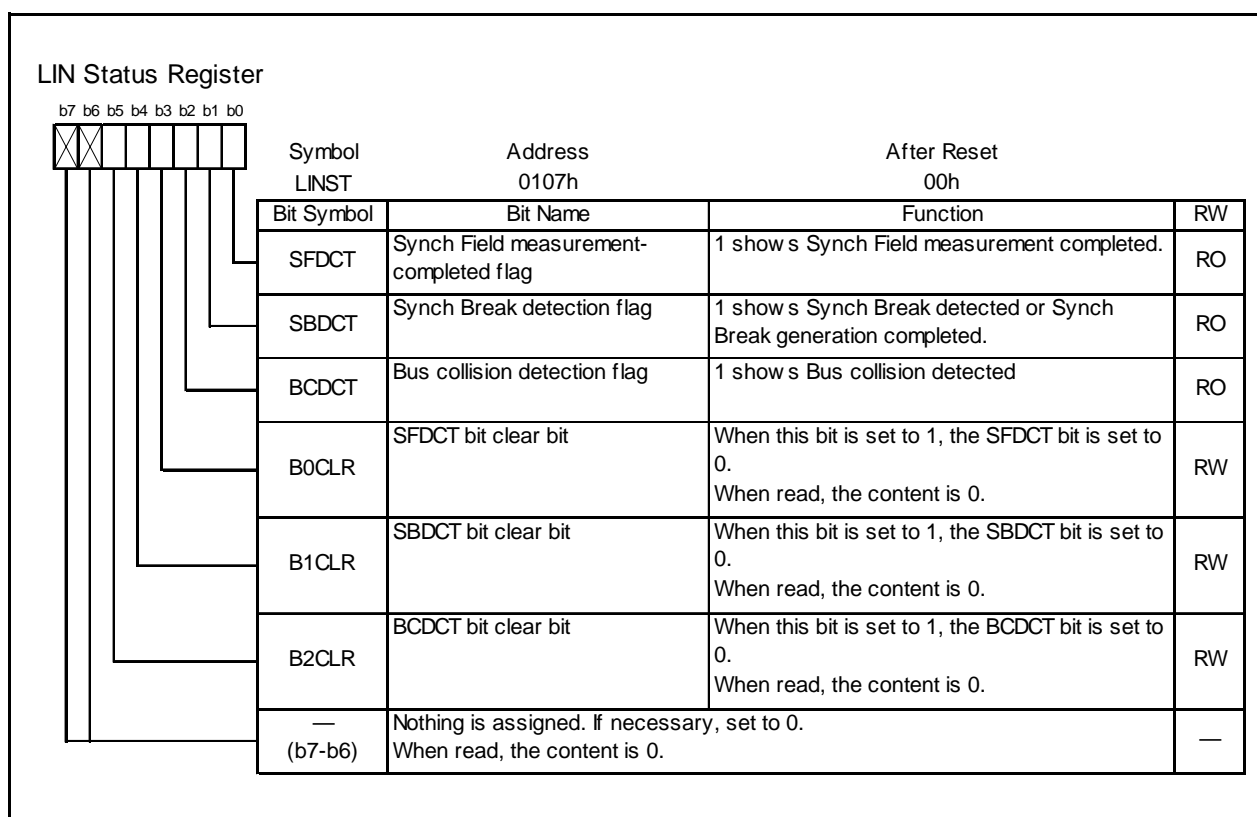 LIN Status Register
b7 b6 b5 b4 b3 b2 b1 b0
Symbol Address After Reset
LINST 0107h 00h
Bit Symbol Bit Name Function RW
SFDCT Synch Field measurement- 1 shows Synch Field measurement completed. RO
completed flag
SBDCT Synch Break detection flag 1 shows Synch Break detected or Synch RO
Break generation completed.
BCDCT Bus collision detection flag 1 shows Bus collision detected RO
B0CLR SFDCT bit clear bit When this bit is set to 1, the SFDCT bit is set to RW
0.
When read, the content is 0.
B1CLR SBDCT bit clear bit When this bit is set to 1, the SBDCT bit is set to RW
0.
When read, the content is 0.
B2CLR BCDCT bit clear bit When this bit is set to 1, the BCDCT bit is set to RW
0.
When read, the content is 0.
— Nothing is assigned. If necessary, set to 0. —
(b7-b6) When read, the content is 0.